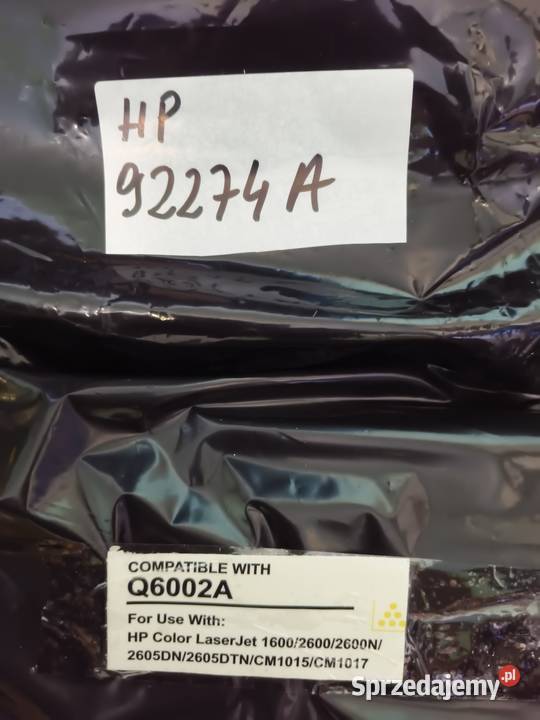 HP
92274A
COMPATIBLE WITH
Q6002A
For Use With:
HP Color LaserJet 1600/2600/2600N/
2605DN/2605DTN/CM1015/CM1017
Sprzedajemy.pl